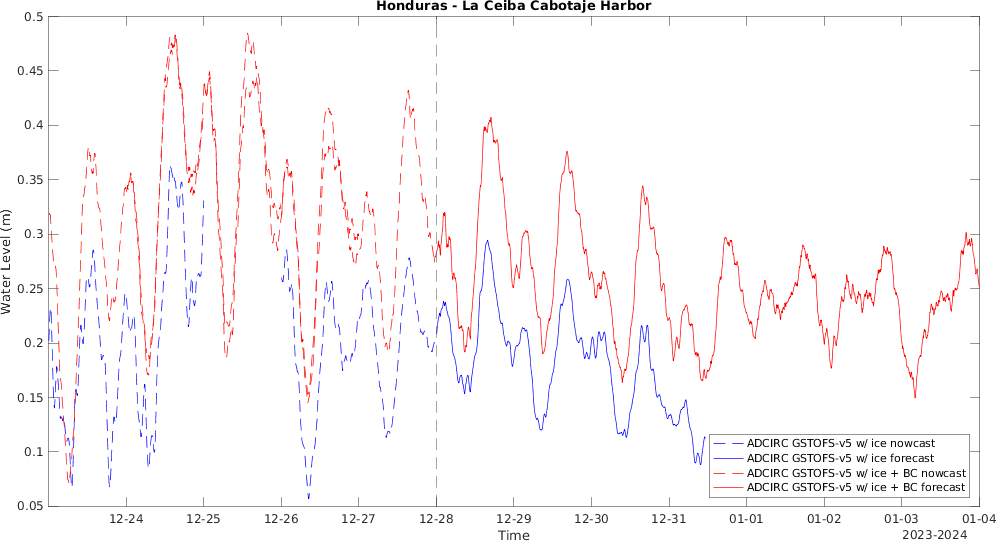 Honduras - La Ceiba Cabotaje Harbor
0.5
0.45
0.4
0.35
0.3
0.25
0.2
0.15
0.1
0.05
Water Level (m)
12-24 12-25 12-26 12-27 12-28 12-29 12-30 12-31 01-01 01-02 01-03 01-04
Time
2023-2024
ADCIRC GSTOFS-v5 w/ ice nowcast
ADCIRC GSTOFS-v5 w/ ice forecast
ADCIRC GSTOFS-v5 w/ ice + BC nowcast
ADCIRC GSTOFS-v5 w/ ice + BC forecast